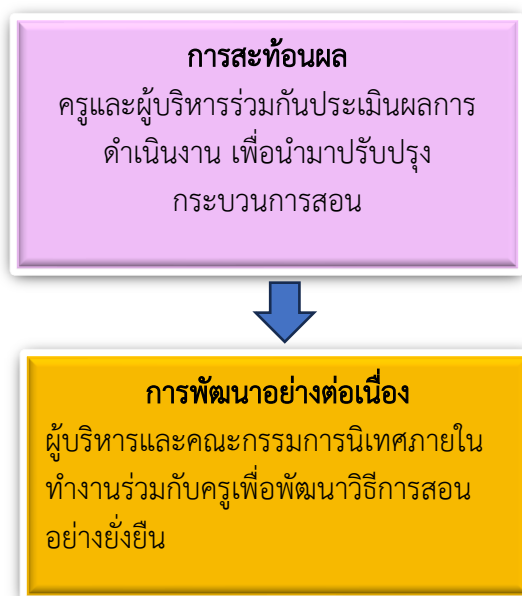 การสะท้อนผล
ครูและผู้บริหารร่วมกันประเมินผลการ
ดำเนินงาน เพื่อนำมาปรับปรุง
กระบวนการสอน
การพัฒนาอย่างต่อเนื่อง
ผู้บริหารและคณะกรรมการนิเทศภายใน
ทำงานร่วมกับครูเพื่อพัฒนาวิธีการสอน
อย่างยั่งยืน